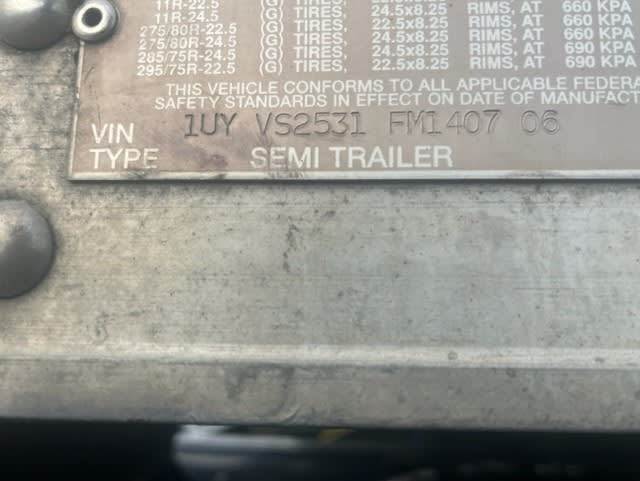 11R-22.5 (G) TIRES, 22.5x8.25 RIMS, AT 660 KPA
11R-24.5 (G) TIRES, 24.5x8.25 RIMS, AT 660 KPA
275/80R-22.5 (G) TIRES, 22.5x8.25 RIMS, AT 660 KPA
275/80R-24.5 (G) TIRES, 24.5x8.25 RIMS, AT 660 KPA
285/75R-24.5 (G) TIRES, 24.5x8.25 RIMS, AT 690 KPA
295/75R-22.5 (G) TIRES, 22.5x8.25 RIMS, AT 690 KPA
THIS VEHICLE CONFORMS TO ALL APPLICABLE FEDERA
SAFETY STANDARDS IN EFFECT ON DATE OF MANUFACT
VIN 1UY VS2531 FM1407 06
TYPE SEMI TRAILER